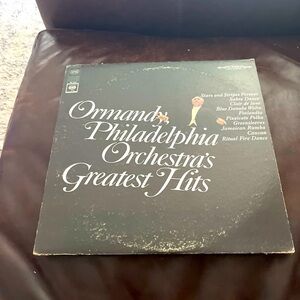 Stars and Stripes Forever
Sabre Dance
Clair de lune
Blue Danube Waltz
Finlandia
Pizzicato Polka
Greensleeves
Jamaican Rumba
Cancan
Ritual Fire Dance
Ormandy
Philadelphia
Orchestra's
Greatest Hits